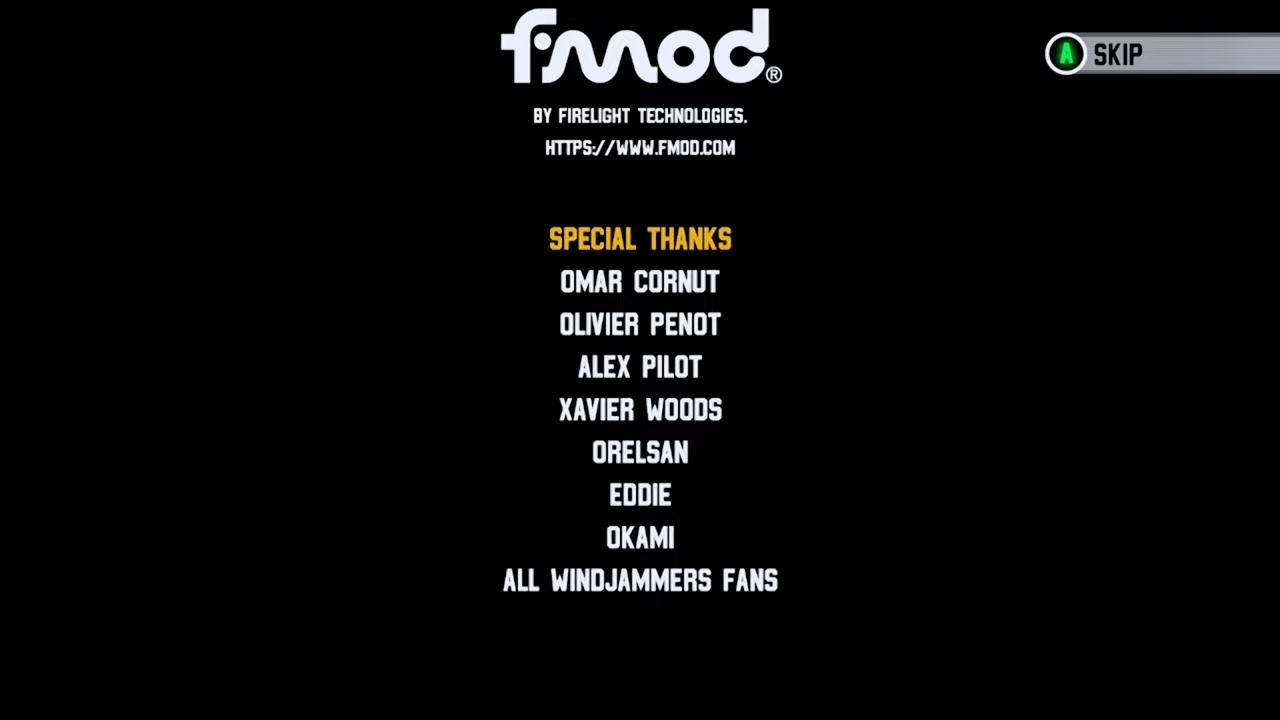 fmod®
A SKIP
BY FIRELIGHT TECHNOLOGIES.
HTTPS://WWW.FMOD.COM
SPECIAL THANKS
OMAR CORNUT
OLIVIER PENOT
ALEX PILOT
XAVIER WOODS
ORELSAN
EDDIE
OKAMI
ALL WINDJAMMERS FANS